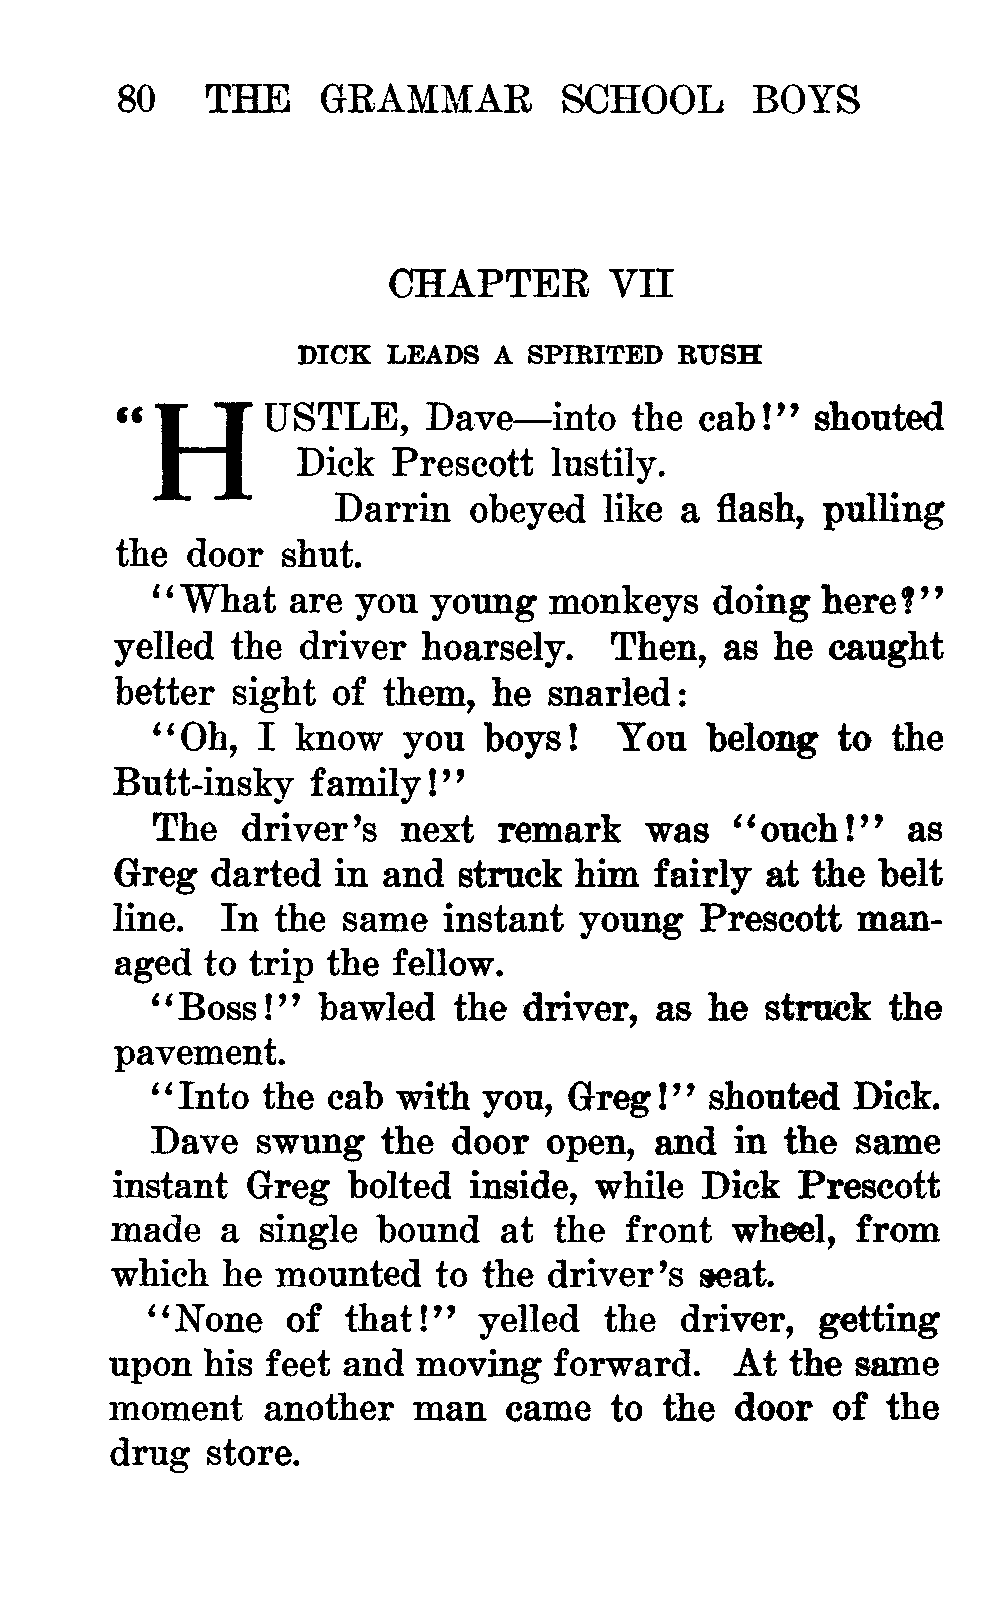 80 THE GRAMMAR SCHOOL BOYS
CHAPTER VII
DICK LEADS A SPIRITED RUSH
"HUSTLE, Dave—into the cab!" shouted
Dick Prescott lustily.
Darrin obeyed like a flash, pulling
the door shut.
"What are you young monkeys doing here?"
yelled the driver hoarsely. Then, as he caught
better sight of them, he snarled:
"Oh, I know you boys! You belong to the
Butt-insky family!"
The driver's next remark was "ouch!" as
Greg darted in and struck him fairly at the belt
line. In the same instant young Prescott man-
aged to trip the fellow.
"Boss!" bawled the driver, as he struck the
pavement.
"Into the cab with you, Greg!" shouted Dick.
Dave swung the door open, and in the same
instant Greg bolted inside, while Dick Prescott
made a single bound at the front wheel, from
which he mounted to the driver's seat.
"None of that!" yelled the driver, getting
upon his feet and moving forward. At the same
moment another man came to the door of the
drug store.